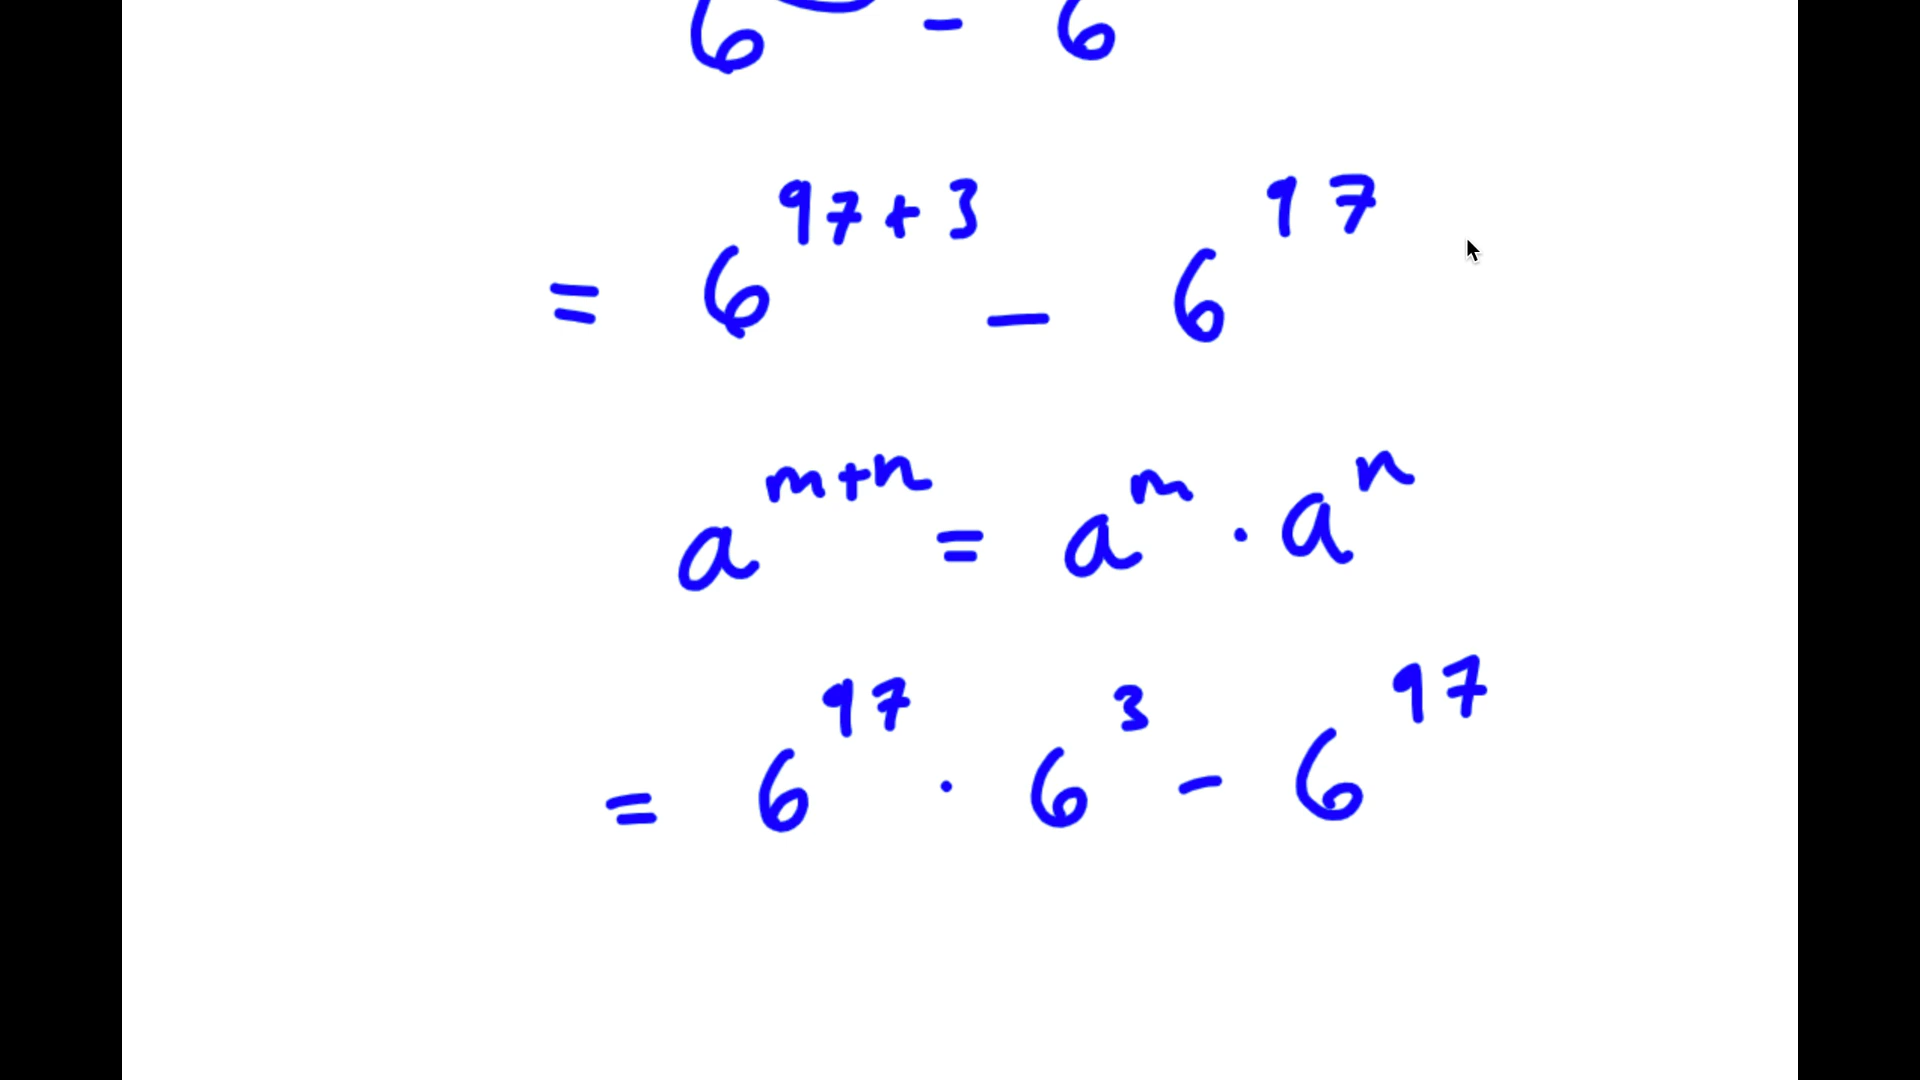 6 - 6
= 6^{97+3} - 6^{97}
a^{m+n} = a^m · a^n
= 6^{97} · 6^3 - 6^{97}